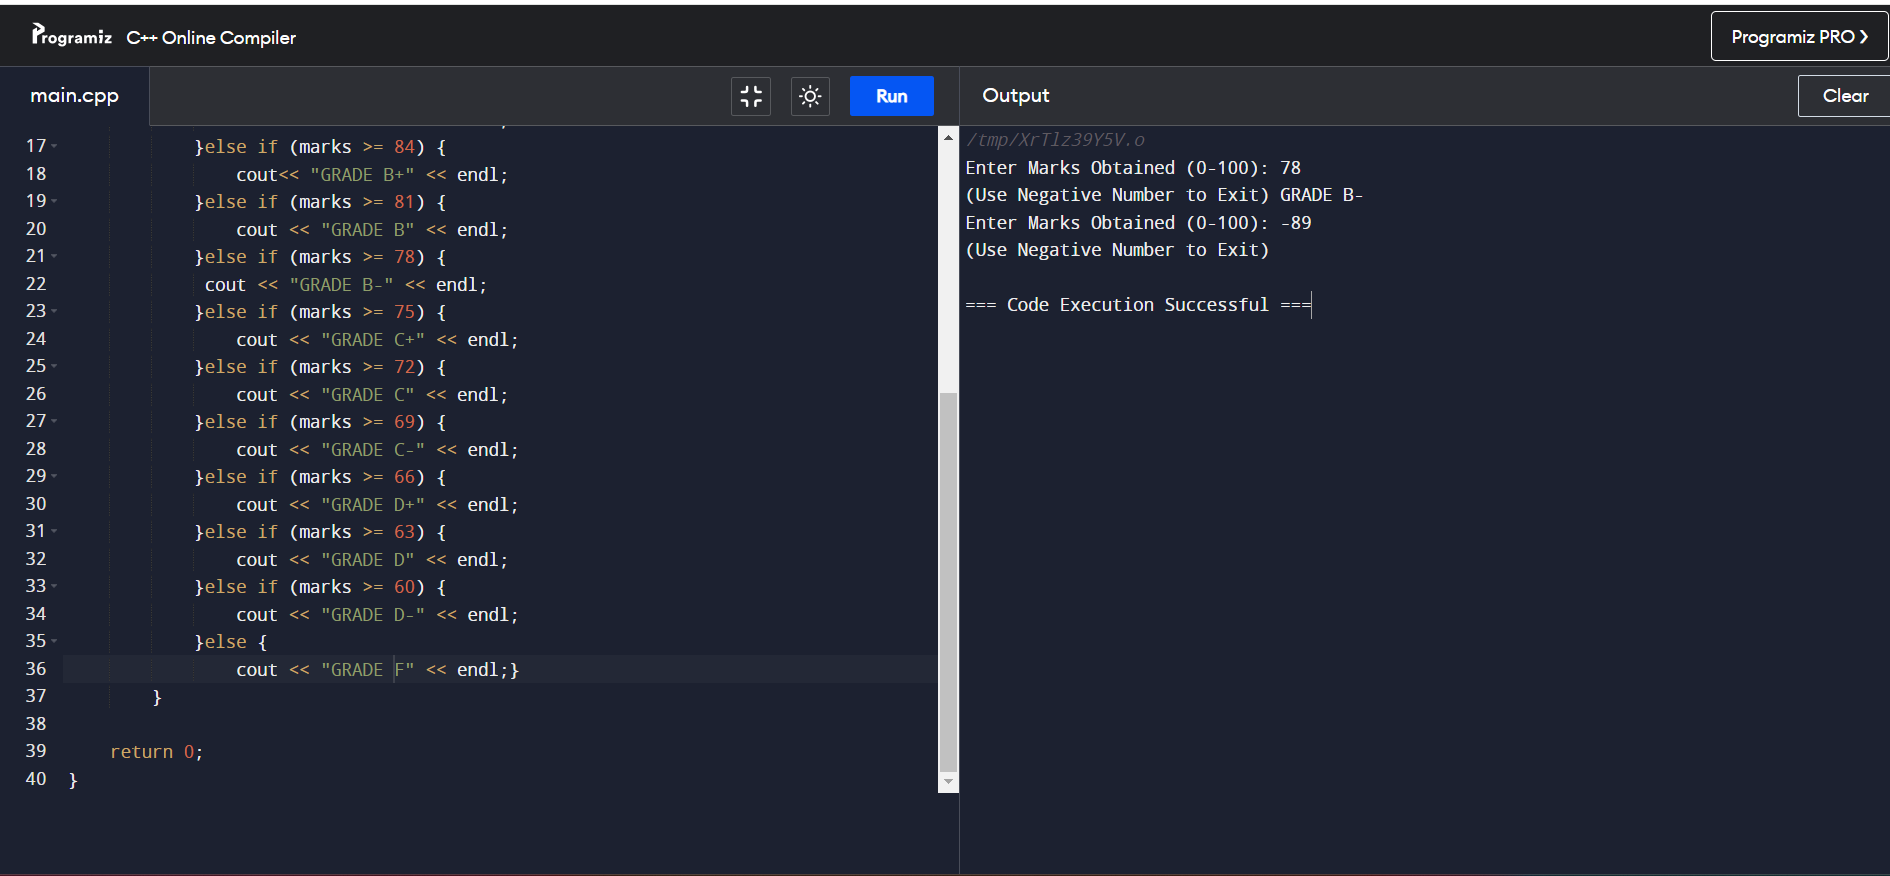 Programiz C++ Online Compiler
Programiz PRO
main.cpp
Run
17 }else if (marks >= 84) {
18 cout<< "GRADE B+" << endl;
19 }else if (marks >= 81) {
20 cout << "GRADE B" << endl;
21 }else if (marks >= 78) {
22 cout << "GRADE B-" << endl;
23 }else if (marks >= 75) {
24 cout << "GRADE C+" << endl;
25 }else if (marks >= 72) {
26 cout << "GRADE C" << endl;
27 }else if (marks >= 69) {
28 cout << "GRADE C-" << endl;
29 }else if (marks >= 66) {
30 cout << "GRADE D+" << endl;
31 }else if (marks >= 63) {
32 cout << "GRADE D" << endl;
33 }else if (marks >= 60) {
34 cout << "GRADE D-" << endl;
35 }else {
36 cout << "GRADE F" << endl;}
37 }
38
39 return 0;
40 }
Output
Clear
/tmp/XrTlz39Y5V.o
Enter Marks Obtained (0-100): 78
(Use Negative Number to Exit) GRADE B-
Enter Marks Obtained (0-100): -89
(Use Negative Number to Exit)
=== Code Execution Successful ===